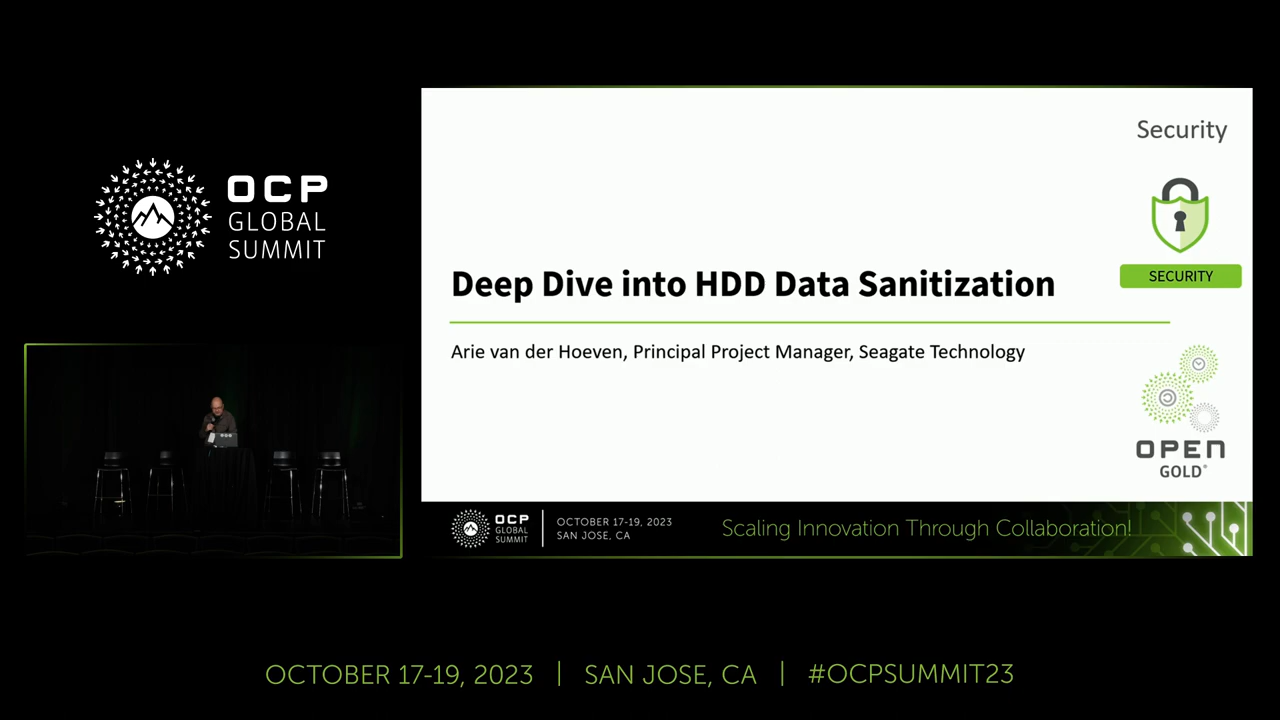 OCP
GLOBAL
SUMMIT
Security
SECURITY
Deep Dive into HDD Data Sanitization
Arie van der Hoeven, Principal Project Manager, Seagate Technology
OPEN
GOLD®
OCP
GLOBAL
SUMMIT
OCTOBER 17-19, 2023
SAN JOSE, CA
Scaling Innovation Through Collaboration!
OCTOBER 17-19, 2023 | SAN JOSE, CA | #OCPSUMMIT23